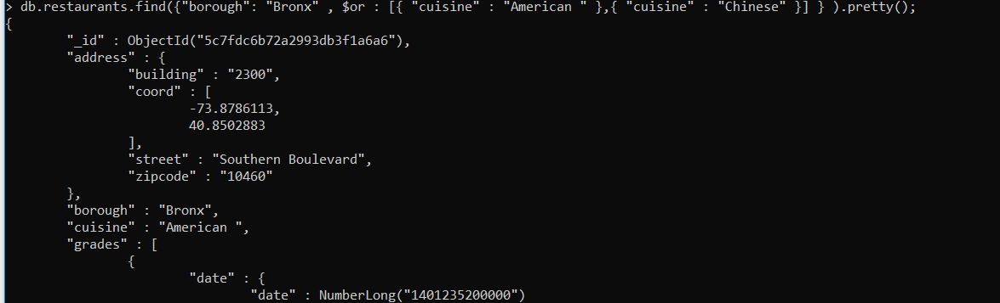 > db.restaurants.find({"borough": "Bronx" , $or : [{ "cuisine" : "American " },{ "cuisine" : "Chinese" }] } ).pretty();
{
        "_id" : ObjectId("5c7fdc6b72a2993db3f1a6a6"),
        "address" : {
                "building" : "2300",
                "coord" : [
                        -73.8786113,
                        40.8502883
                ],
                "street" : "Southern Boulevard",
                "zipcode" : "10460"
        },
        "borough" : "Bronx",
        "cuisine" : "American ",
        "grades" : [
                {
                        "date" : {
                                "date" : NumberLong("1401235200000")